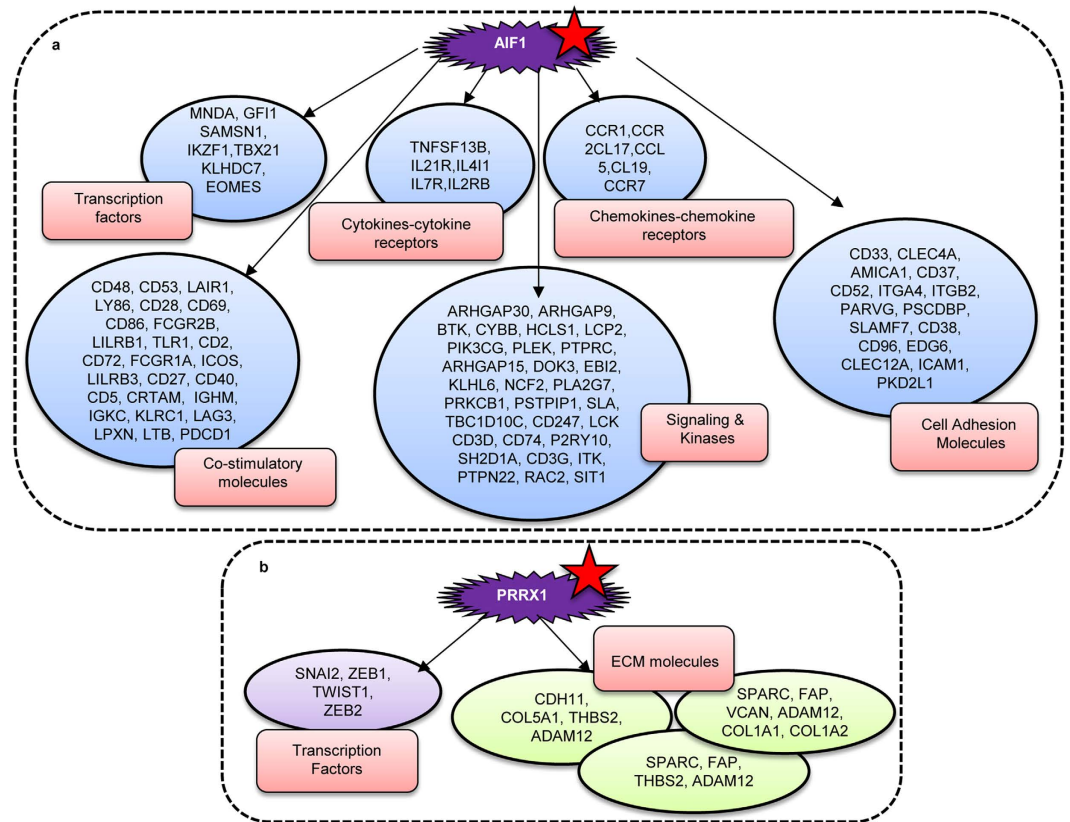 a
AIF1
MNDA, GFI1
SAMSN1,
IKZF1,TBX21
KLHDC7,
EOMES
Transcription
factors
TNFSF13B,
IL21R,IL4I1
IL7R,IL2RB
Cytokines-cytokine
receptors
CCR1,CCR
2CL17,CCL
5,CL19,
CCR7
Chemokines-chemokine
receptors
CD48, CD53, LAIR1,
LY86, CD28, CD69,
CD86, FCGR2B,
LILRB1, TLR1, CD2,
CD72, FCGR1A, ICOS,
LILRB3, CD27, CD40,
CD5, CRTAM, IGHM,
IGKC, KLRC1, LAG3,
LPXN, LTB, PDCD1
Co-stimulatory
molecules
ARHGAP30, ARHGAP9,
BTK, CYBB, HCLS1, LCP2,
PIK3CG, PLEK, PTPRC,
ARHGAP15, DOK3, EBI2,
KLHL6, NCF2, PLA2G7,
PRKCB1, PSTPIP1, SLA,
TBC1D10C, CD247, LCK
CD3D, CD74, P2RY10,
SH2D1A, CD3G, ITK,
PTPN22, RAC2, SIT1
Signaling &
Kinases
CD33, CLEC4A,
AMICA1, CD37,
CD52, ITGA4, ITGB2,
PARVG, PSCDBP,
SLAMF7, CD38,
CD96, EDG6,
CLEC12A, ICAM1,
PKD2L1
Cell Adhesion
Molecules
b
PRRX1
SNAI2, ZEB1,
TWIST1,
ZEB2
Transcription
Factors
ECM molecules
CDH11,
COL5A1, THBS2,
ADAM12
SPARC, FAP,
VCAN, ADAM12,
COL1A1, COL1A2
SPARC, FAP,
THBS2, ADAM12